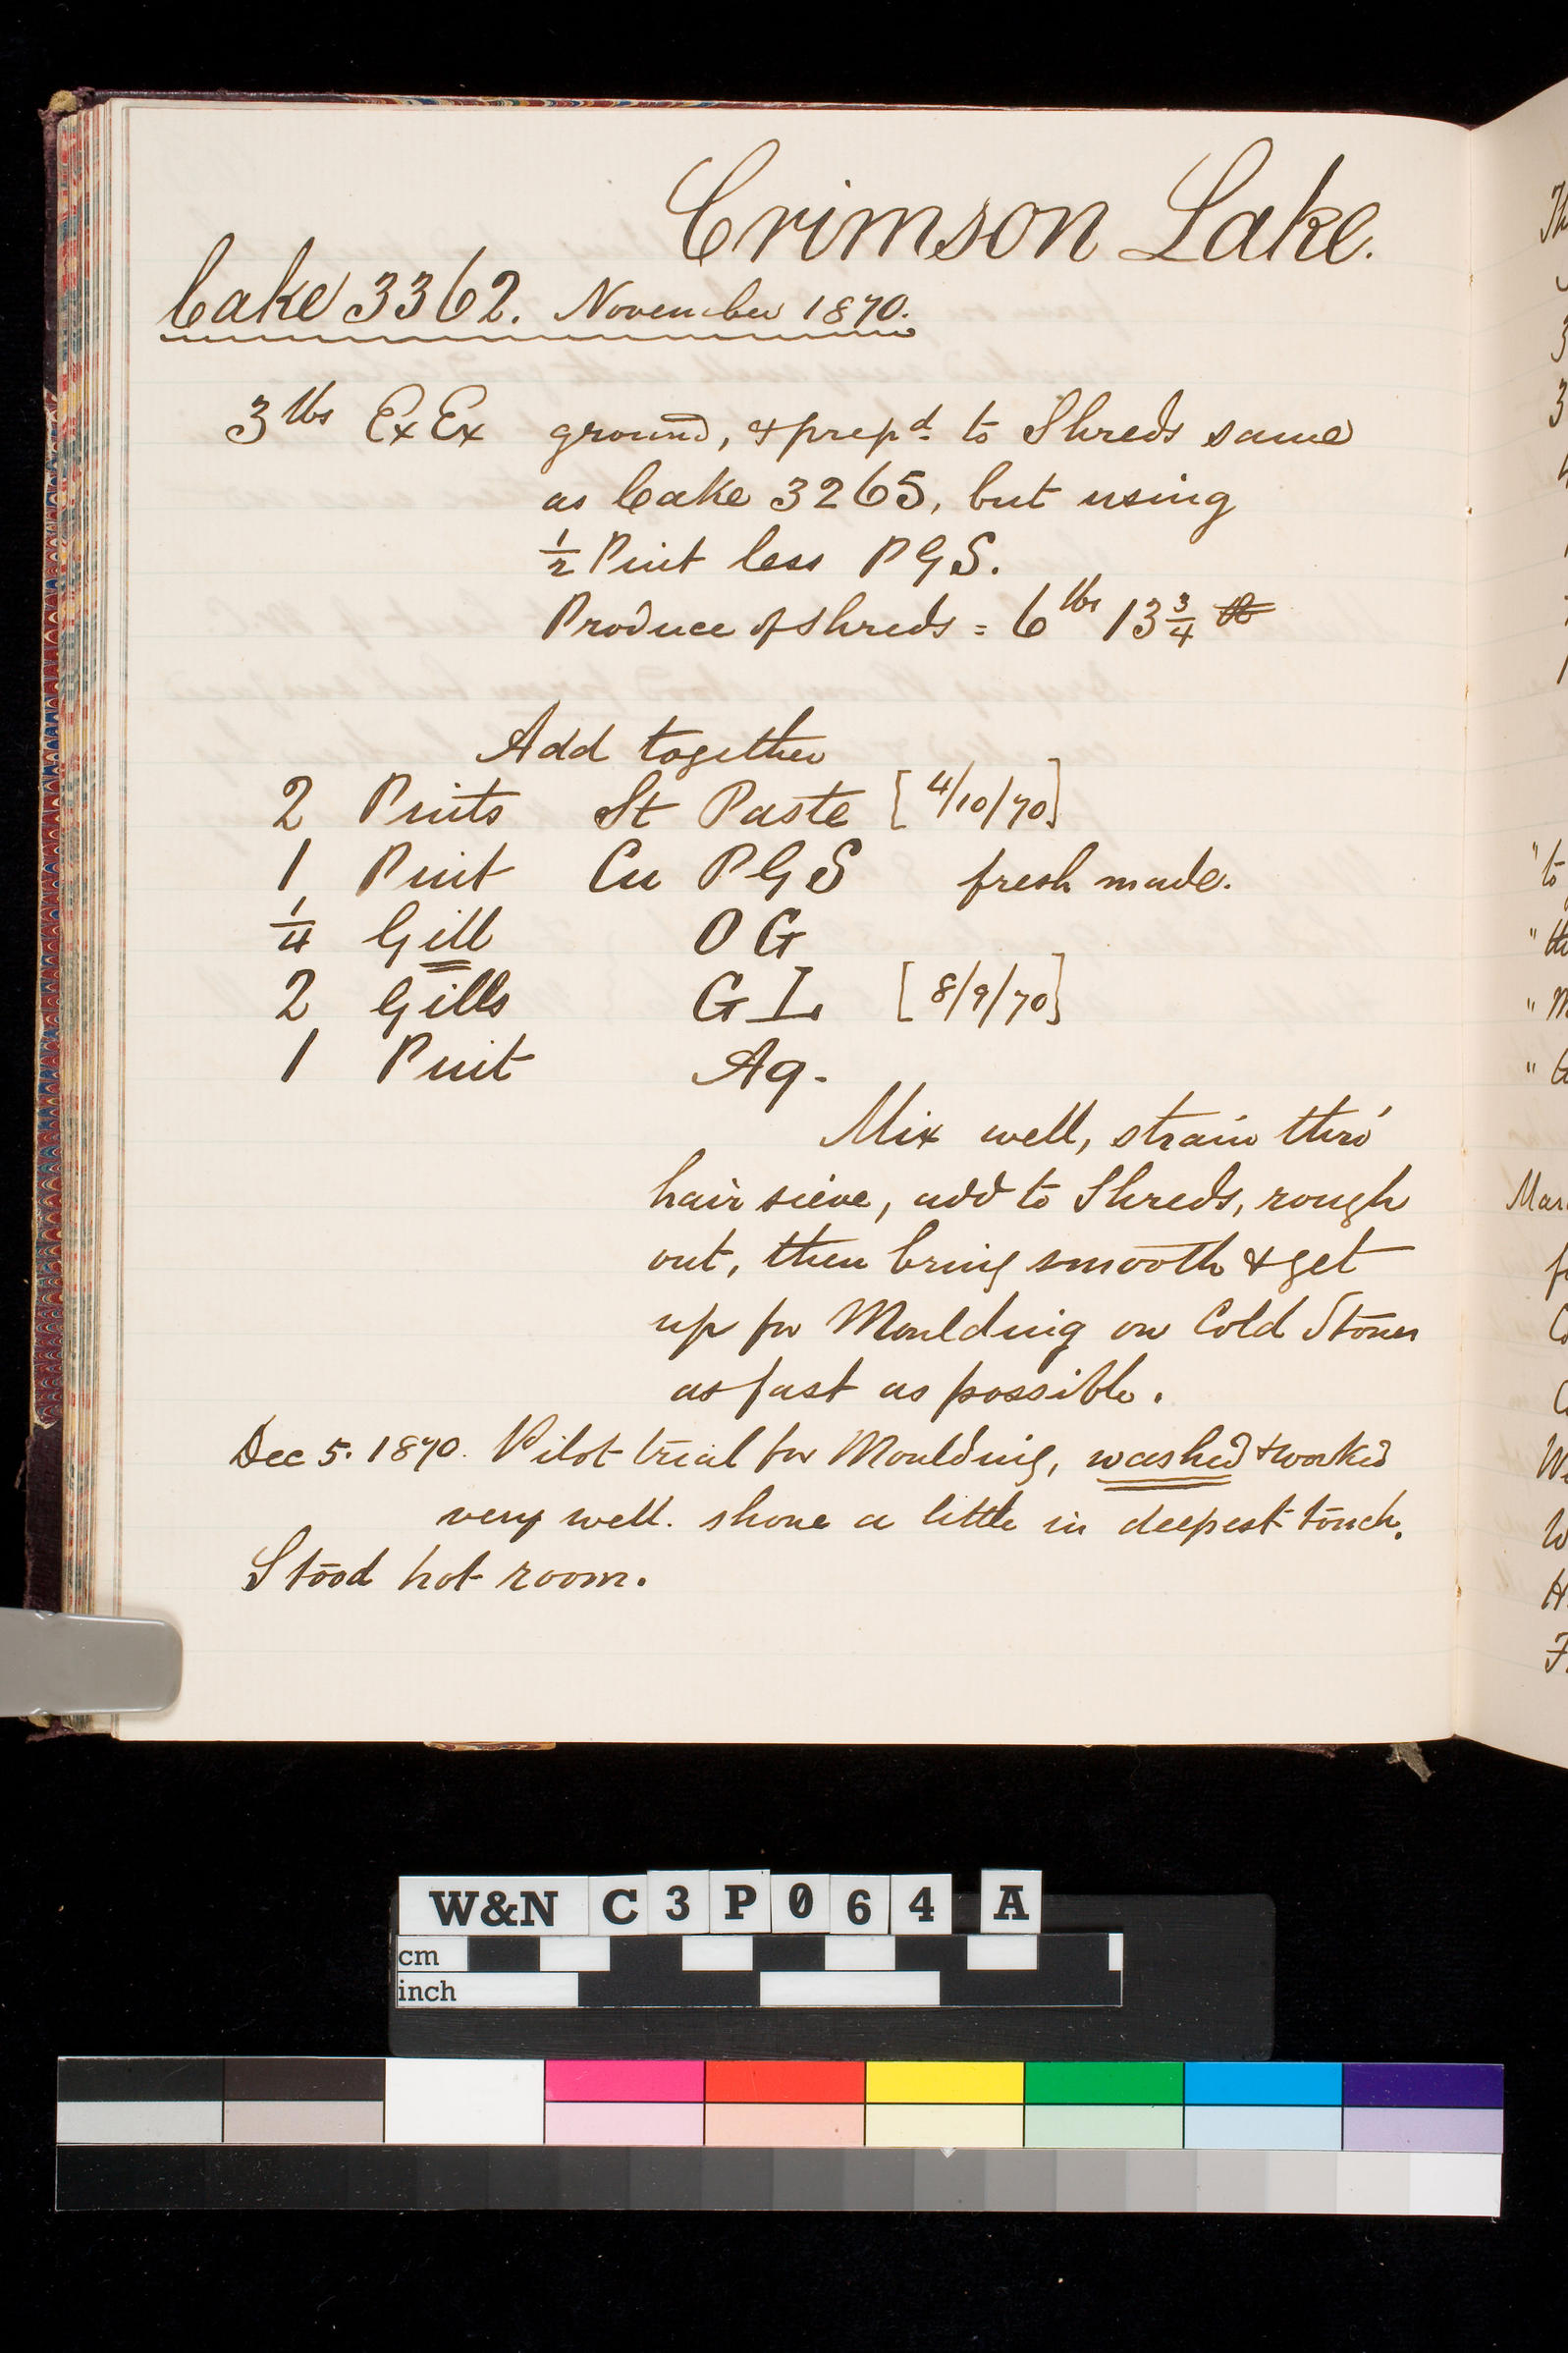 Crimson Lake.
Cake 3362. November 1870.
3 lbs Ex Ex ground, & prepd. to Shreds same
as Cake 3265, but using
1/2 Pint less PGS.
Produce of shreds = 6 lbs 13 3/4
Add together
2 Pints St Paste [4/10/70]
1 Pint Cu PGS fresh made.
1/4 Gill OG
2 Gills GL [8/9/70]
1 Pint Aq.
Mix well, strain thro'
hair sieve, add to Shreds, rough
out, then bring smooth & get
up for Moulding on Cold Stones
as fast as possible.
Dec 5. 1870. Pilot trial for Moulding, washed & worked
very well. shone a little in deepest touch.
Stood hot room.
W&N C3P064 A
cm
inch